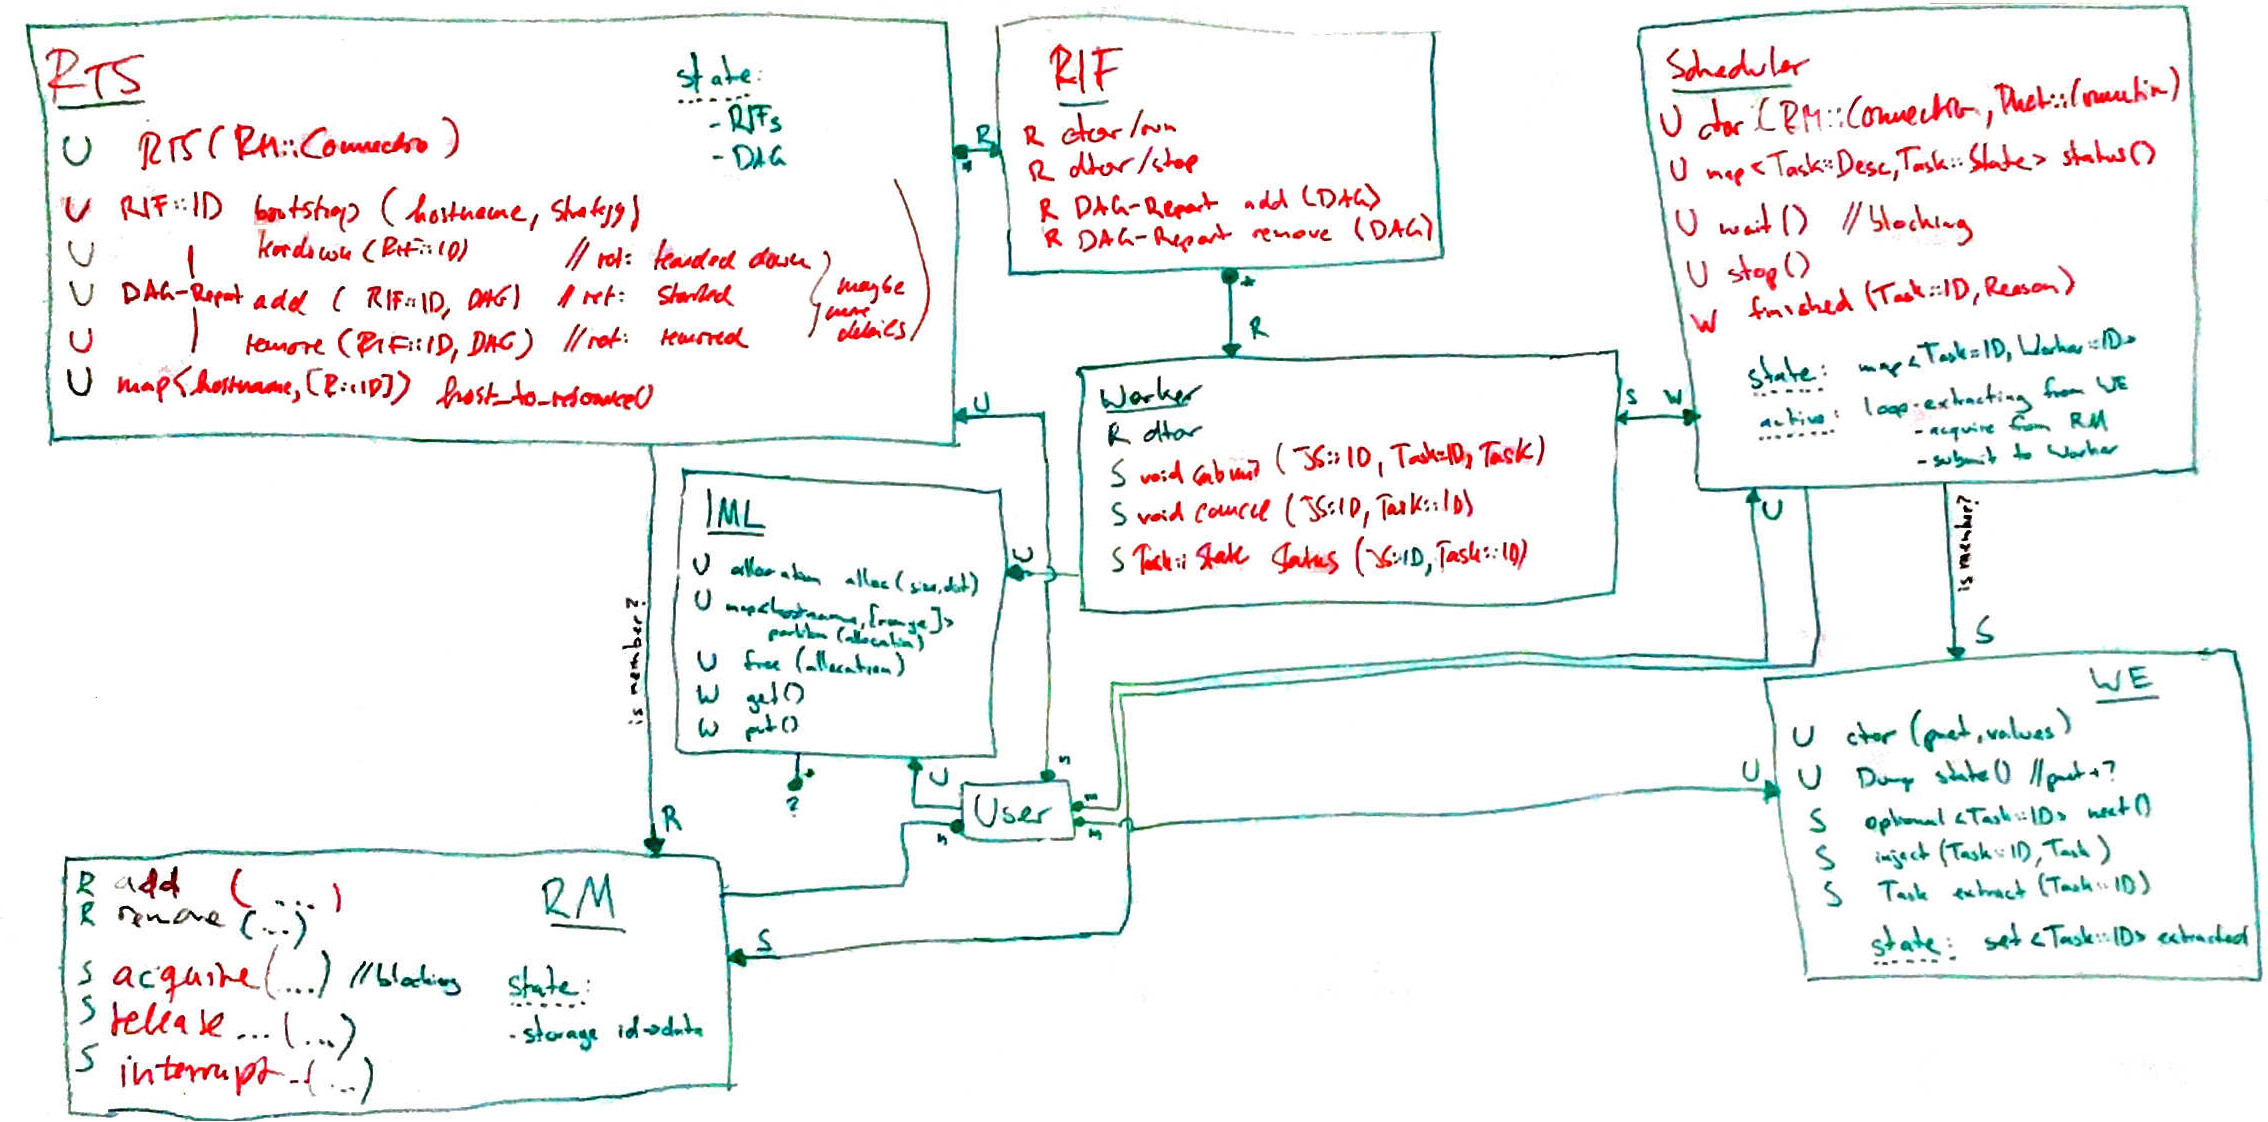 RTS
state:
- RIFs
- DAG
U RTS (RM::Connection)
U RIF::ID bootstrap (hostname, strategy)
U teardown (RIF::ID) // ret: teared down
U DAG-Report add (RIF::ID, DAG) // ret: started
U remove (RIF::ID, DAG) // ret: removed
maybe
more
details
U map<hostname, [R::ID]> host_to_resource()
R
*
RIF
R ctor/run
R dtor/stop
R DAG-Report add (DAG)
R DAG-Report remove (DAG)
*
R
Scheduler
U ctor (RM::Connection, Pnet::Connection)
U map<Task::Desc, Task::State> status()
U wait() // blocking
U stop()
W finished (Task::ID, Reason)
state: map<Task::ID, Worker::ID>
active: loop - extracting from WE
- acquire from RM
- submit to Worker
Worker
R dtor
S void submit (JS::ID, Task::ID, Task)
S void cancel (JS::ID, Task::ID)
S Task::State status (JS::ID, Task::ID)
S W
U
U
U
is member?
S
IML
U allocation alloc (size, dist)
U map<hostname, [range]>
partition (allocation)
U free (allocation)
W get()
W put()
*
?
is member?
R
U
n
User
n
m
m
U
WE
U ctor (pnet, values)
U Dump state() // pnet+?
S optional<Task::ID> next()
S inject (Task::ID, Task)
S Task extract (Task::ID)
state: set<Task::ID> extracted
RM
R add (....)
R remove (...)
S acquire (...) // blocking
S release ... (...)
S interrupt - (...)
state:
- storage id→data
S